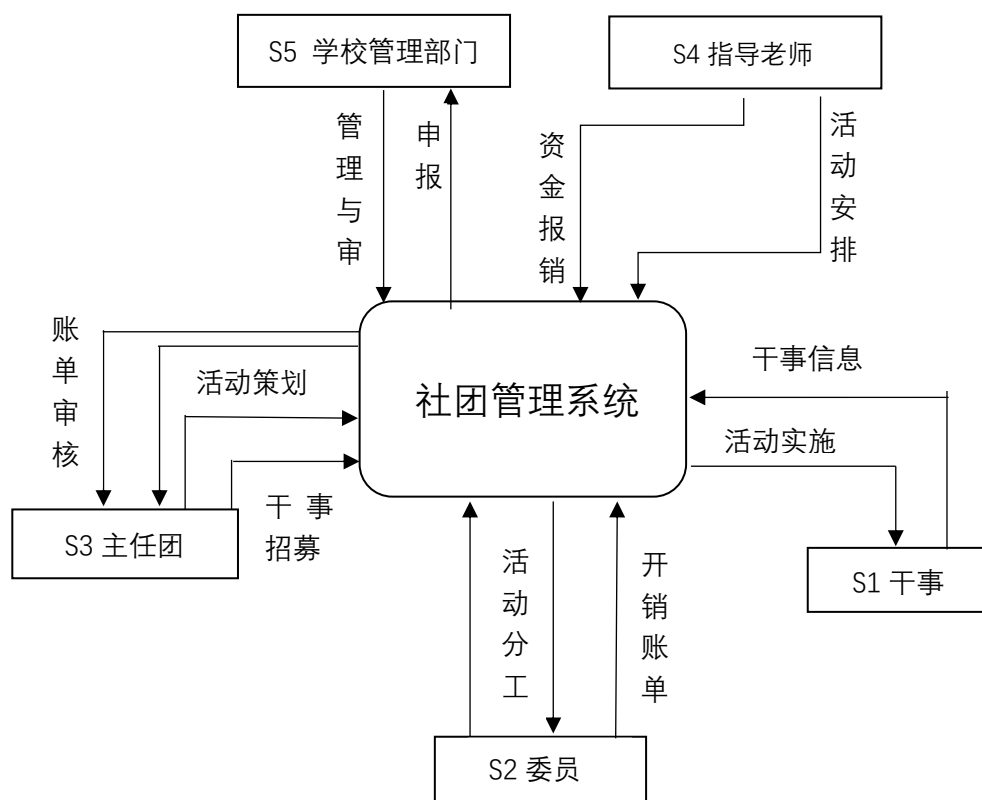 S5 学校管理部门
S4 指导老师
管理与审
申报
资金报销
活动安排
账单审核
活动策划
社团管理系统
干事信息
活动实施
S3 主任团
干 事
招募
活动分工
开销账单
S1 干事
S2 委员